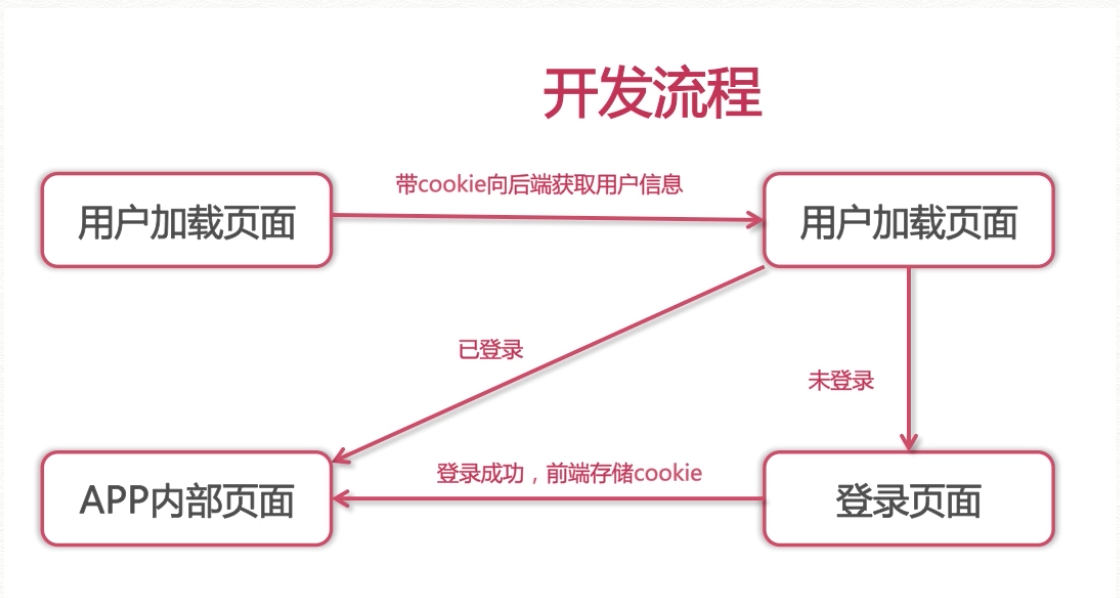 开发流程
带cookie向后端获取用户信息
用户加载页面
用户加载页面
已登录
未登录
登录成功，前端存储cookie
APP内部页面
登录页面